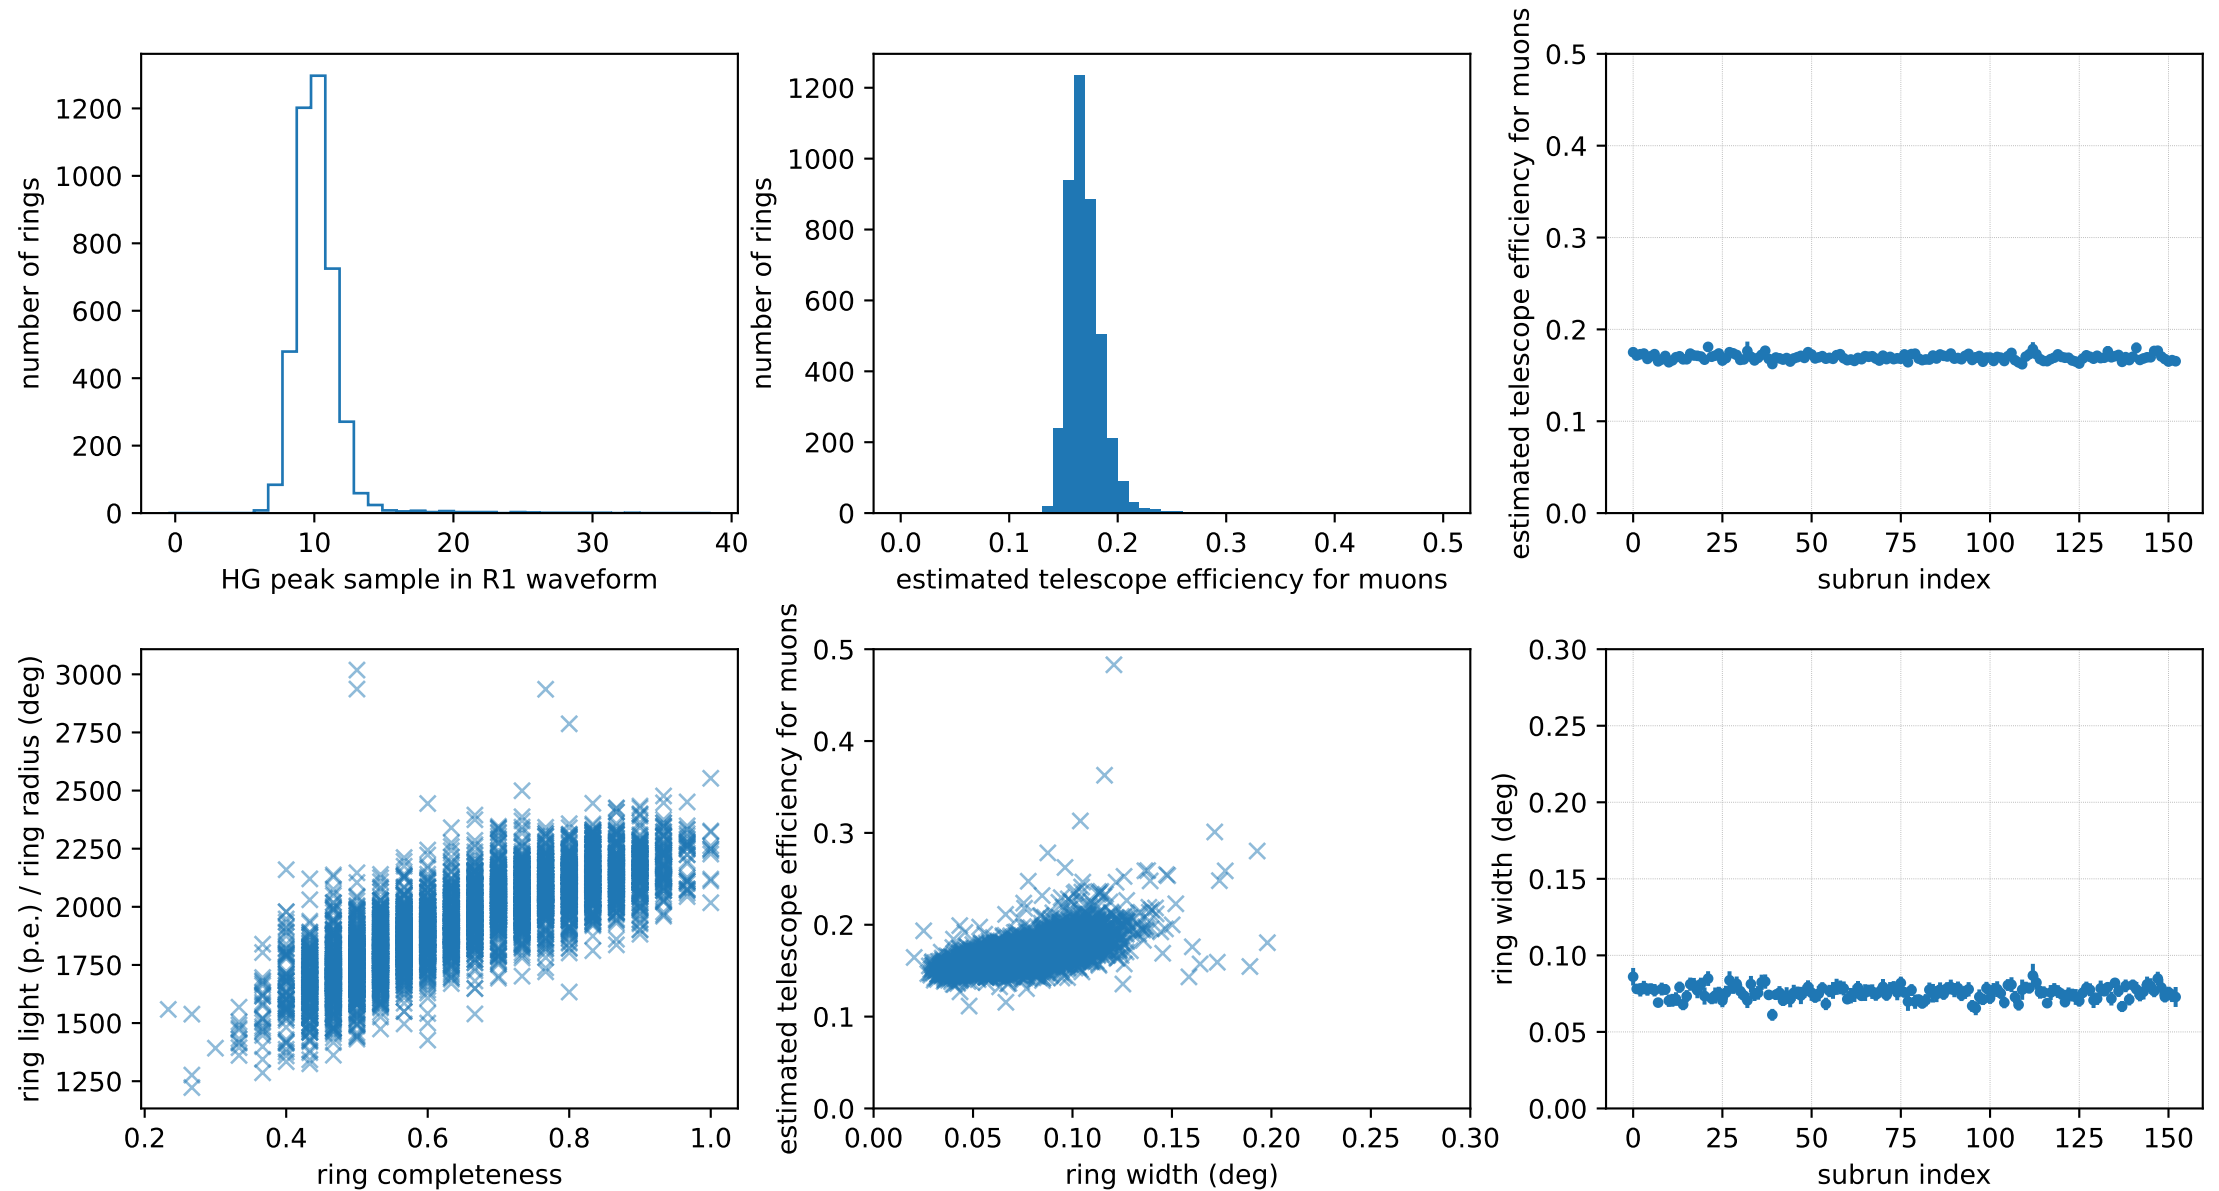 number of rings
1200
1000
800
600
400
200
0
0 10 20 30 40
HG peak sample in R1 waveform
number of rings
1200
1000
800
600
400
200
0
0.0 0.1 0.2 0.3 0.4 0.5
estimated telescope efficiency for muons
estimated telescope efficiency for muons
0.5
0.4
0.3
0.2
0.1
0.0
0 25 50 75 100 125 150
subrun index
ring light (p.e.) / ring radius (deg)
3000
2750
2500
2250
2000
1750
1500
1250
0.2 0.4 0.6 0.8 1.0
ring completeness
estimated telescope efficiency for muons
0.5
0.4
0.3
0.2
0.1
0.0
0.00 0.05 0.10 0.15 0.20 0.25 0.30
ring width (deg)
ring width (deg)
0.30
0.25
0.20
0.15
0.10
0.05
0.00
0 25 50 75 100 125 150
subrun index